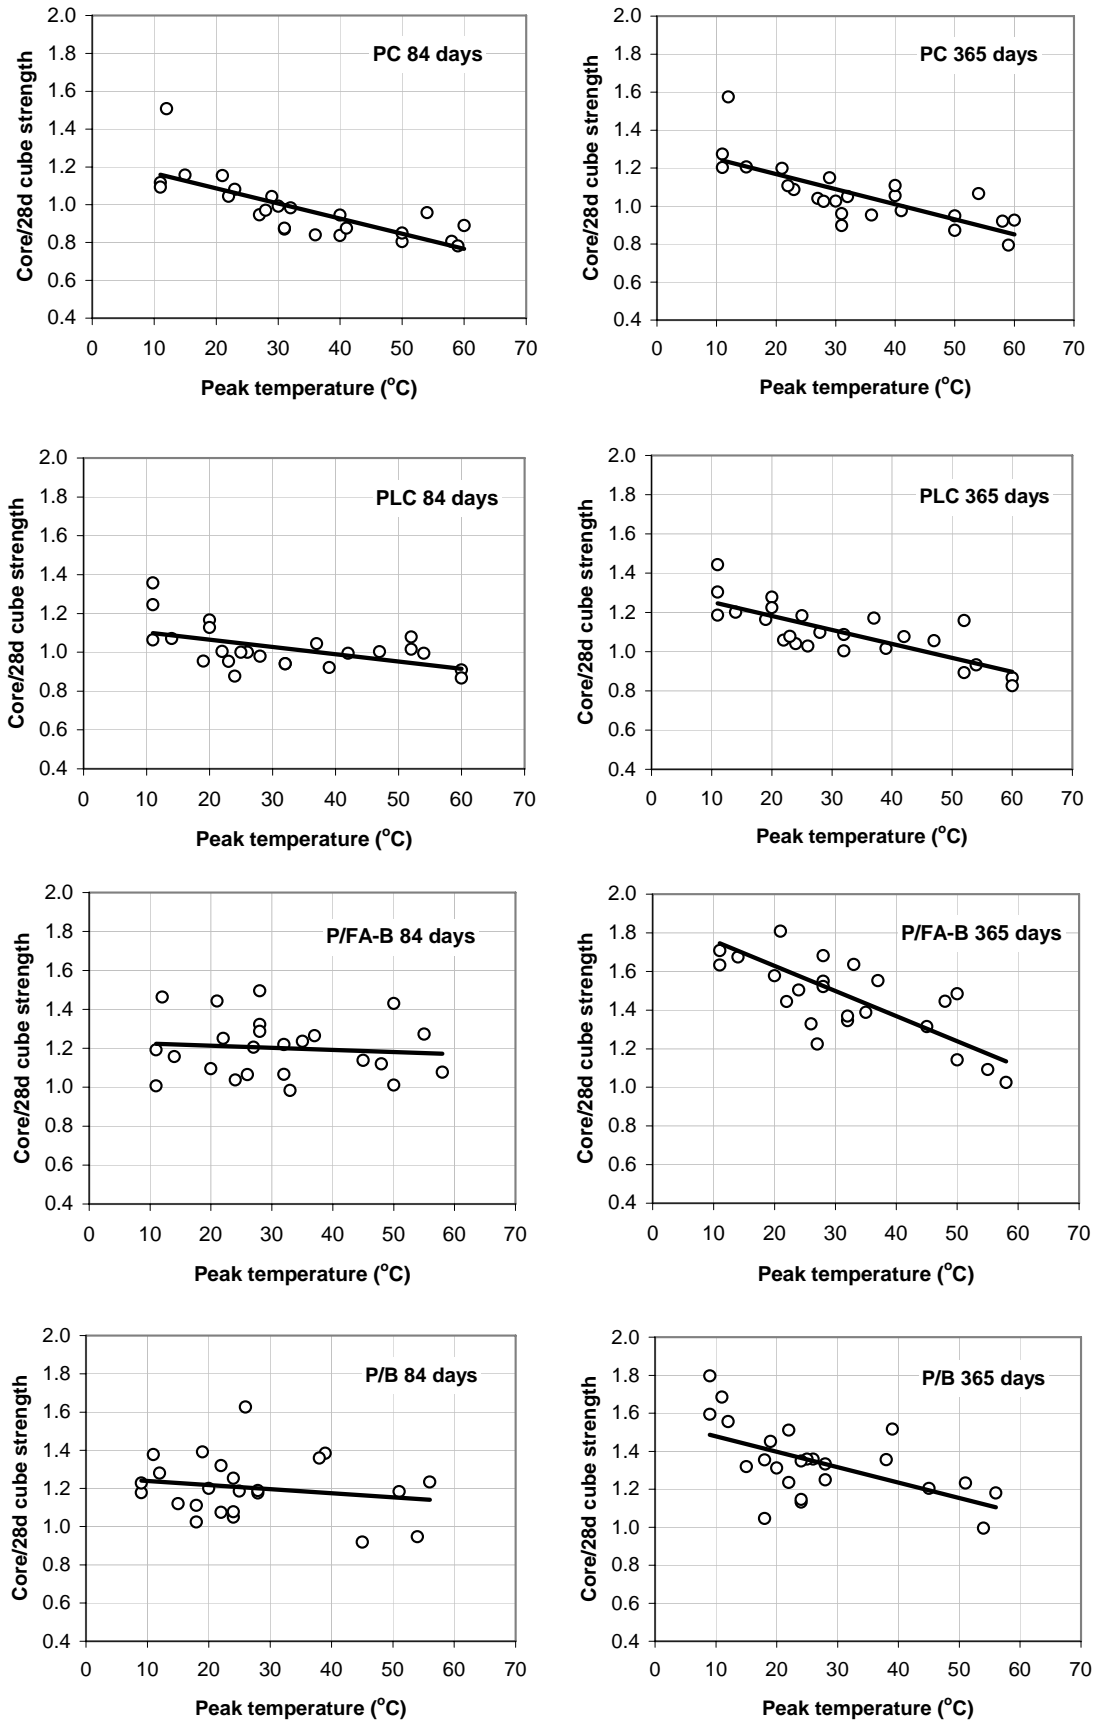 PC 84 days
Core/28d cube strength
2.0
1.8
1.6
1.4
1.2
1.0
0.8
0.6
0.4
0 10 20 30 40 50 60 70
Peak temperature (°C)
PC 365 days
Core/28d cube strength
2.0
1.8
1.6
1.4
1.2
1.0
0.8
0.6
0.4
0 10 20 30 40 50 60 70
Peak temperature (°C)
PLC 84 days
Core/28d cube strength
2.0
1.8
1.6
1.4
1.2
1.0
0.8
0.6
0.4
0 10 20 30 40 50 60 70
Peak temperature (°C)
PLC 365 days
Core/28d cube strength
2.0
1.8
1.6
1.4
1.2
1.0
0.8
0.6
0.4
0 10 20 30 40 50 60 70
Peak temperature (°C)
P/FA-B 84 days
Core/28d cube strength
2.0
1.8
1.6
1.4
1.2
1.0
0.8
0.6
0.4
0 10 20 30 40 50 60 70
Peak temperature (°C)
P/FA-B 365 days
Core/28d cube strength
2.0
1.8
1.6
1.4
1.2
1.0
0.8
0.6
0.4
0 10 20 30 40 50 60 70
Peak temperature (°C)
P/B 84 days
Core/28d cube strength
2.0
1.8
1.6
1.4
1.2
1.0
0.8
0.6
0.4
0 10 20 30 40 50 60 70
Peak temperature (°C)
P/B 365 days
Core/28d cube strength
2.0
1.8
1.6
1.4
1.2
1.0
0.8
0.6
0.4
0 10 20 30 40 50 60 70
Peak temperature (°C)